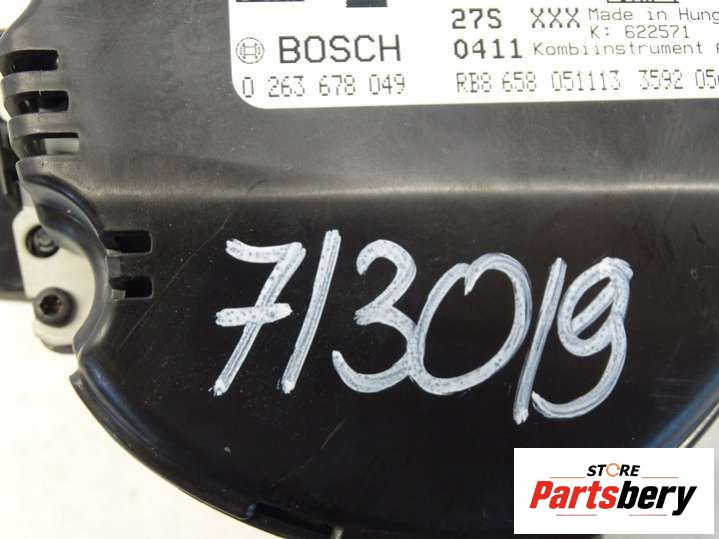 27S XXX Made in Hung
K: 622571
BOSCH 0411 Kombiinstrument
0 263 678 049 RB8 658 051113 3592 050
713019
STORE
Partsbery